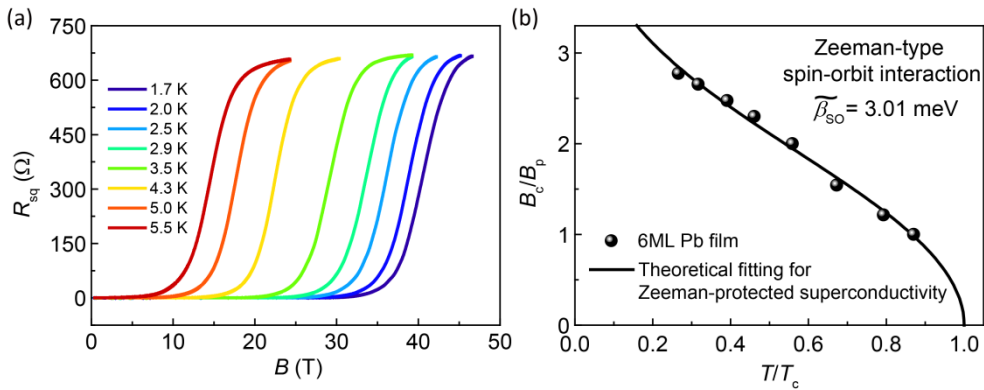 (a)
750
600
450
300
150
0
R_sq (Ω)
1.7 K
2.0 K
2.5 K
2.9 K
3.5 K
4.3 K
5.0 K
5.5 K
0 10 20 30 40 50
B (T)
(b)
3
2
1
0
B_c/B_p
Zeeman-type
spin-orbit interaction
β̃_SO = 3.01 meV
6ML Pb film
Theoretical fitting for
Zeeman-protected superconductivity
0.0 0.2 0.4 0.6 0.8 1.0
T/T_c